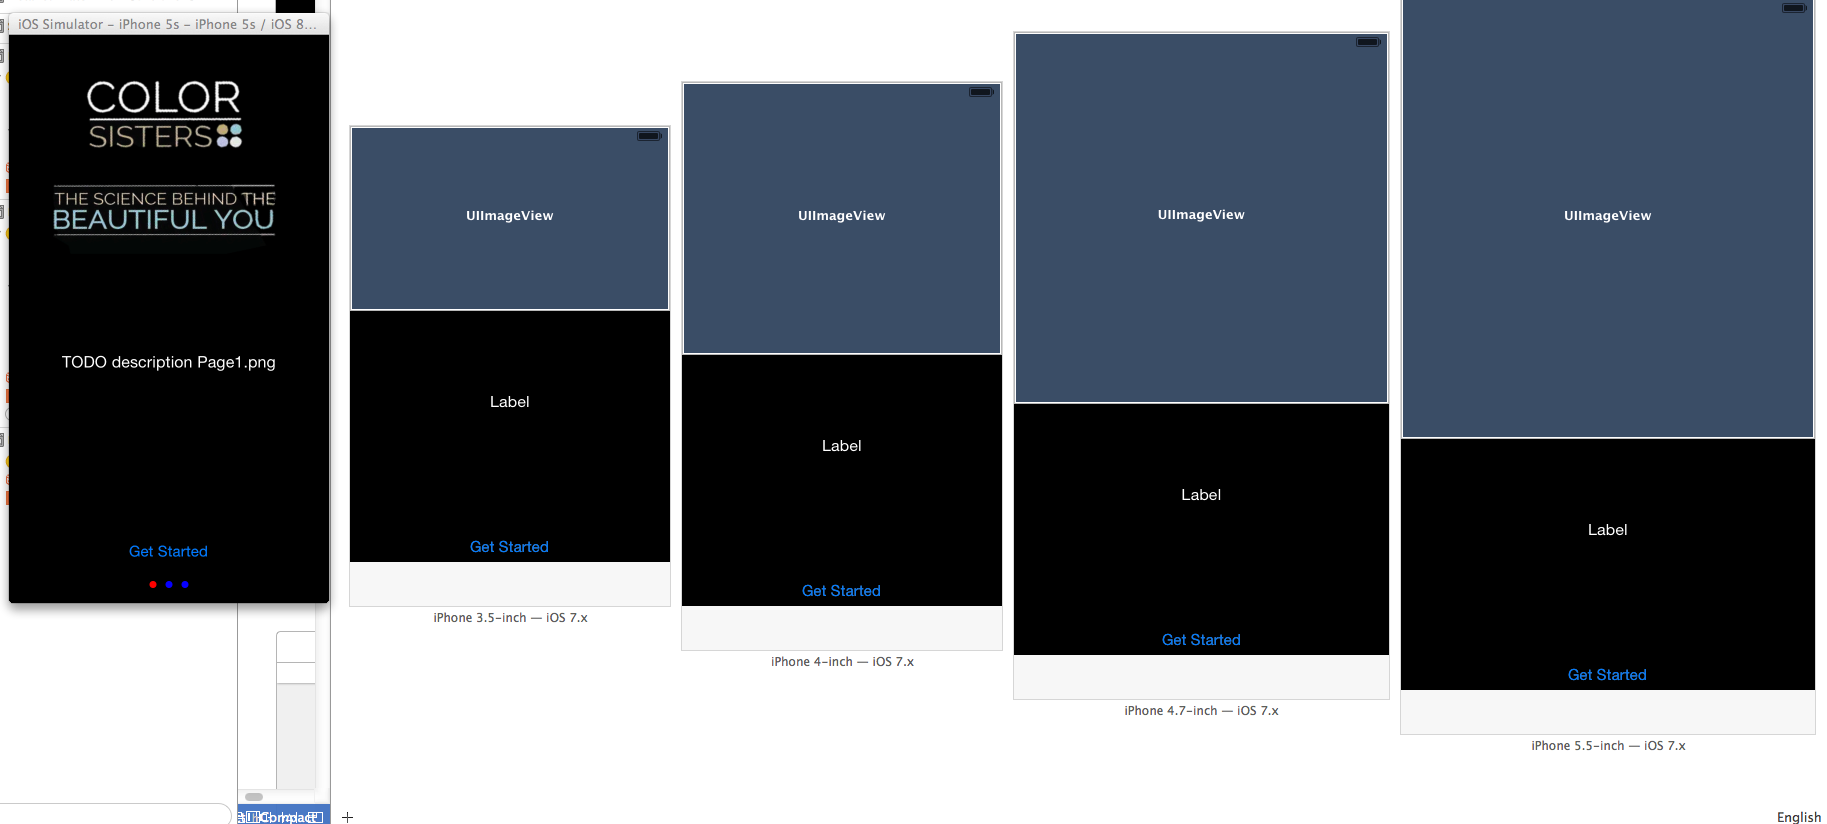 iOS Simulator – iPhone 5s – iPhone 5s / iOS 8...
COLOR
SISTERS
THE SCIENCE BEHIND THE
BEAUTIFUL YOU
TODO description Page1.png
Get Started
UIImageView
Label
Get Started
iPhone 3.5-inch — iOS 7.x
UIImageView
Label
Get Started
iPhone 4-inch — iOS 7.x
UIImageView
Label
Get Started
iPhone 4.7-inch — iOS 7.x
UIImageView
Label
Get Started
iPhone 5.5-inch — iOS 7.x
Compact
English